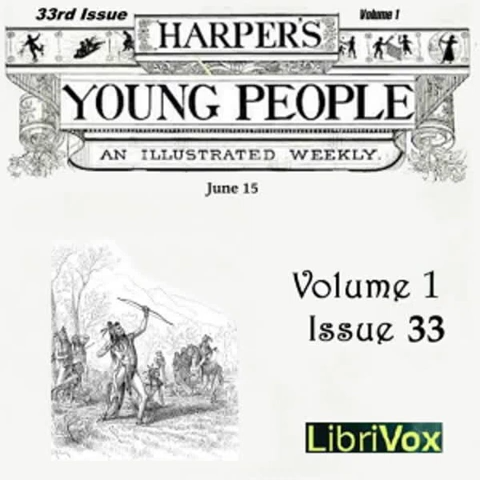 33rd Issue
Volume 1
HARPER'S
YOUNG PEOPLE
AN ILLUSTRATED WEEKLY.
June 15
Volume 1
Issue 33
LibriVox